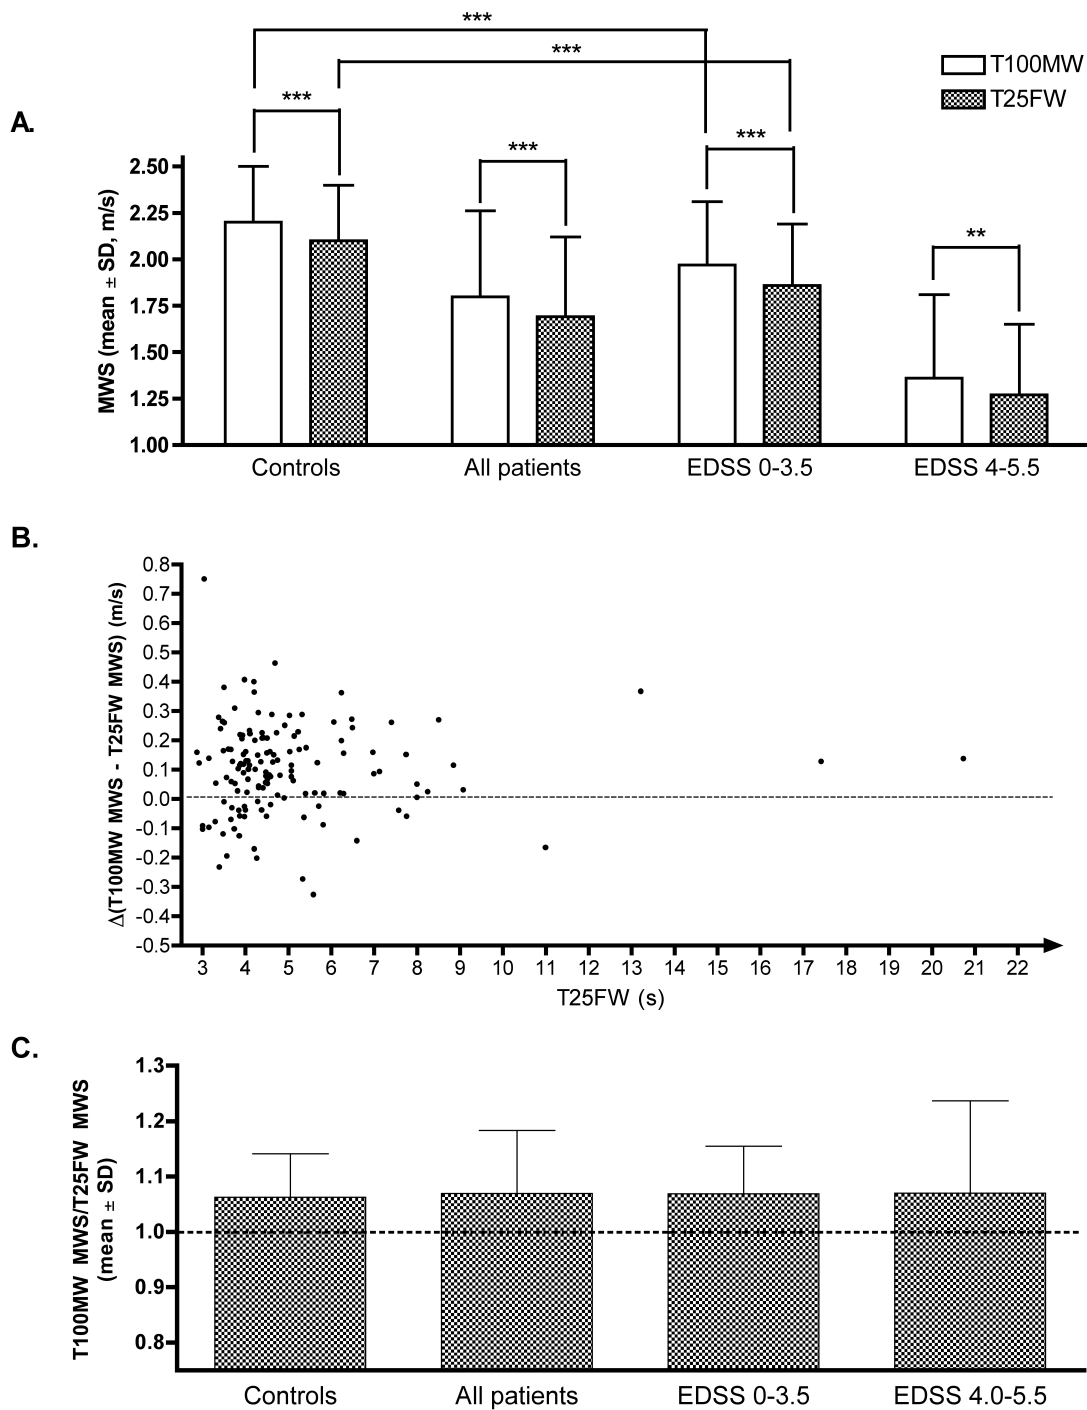 ***
***
T100MW
T25FW
A.
***
***
***
**
MWS (mean ± SD, m/s)
2.50
2.25
2.00
1.75
1.50
1.25
1.00
Controls All patients EDSS 0-3.5 EDSS 4-5.5
B.
Δ(T100MW MWS - T25FW MWS) (m/s)
0.8
0.7
0.6
0.5
0.4
0.3
0.2
0.1
0.0
-0.1
-0.2
-0.3
-0.4
-0.5
3 4 5 6 7 8 9 10 11 12 13 14 15 16 17 18 19 20 21 22
T25FW (s)
C.
T100MW MWS/T25FW MWS
(mean ± SD)
1.3
1.2
1.1
1.0
0.9
0.8
Controls All patients EDSS 0-3.5 EDSS 4.0-5.5